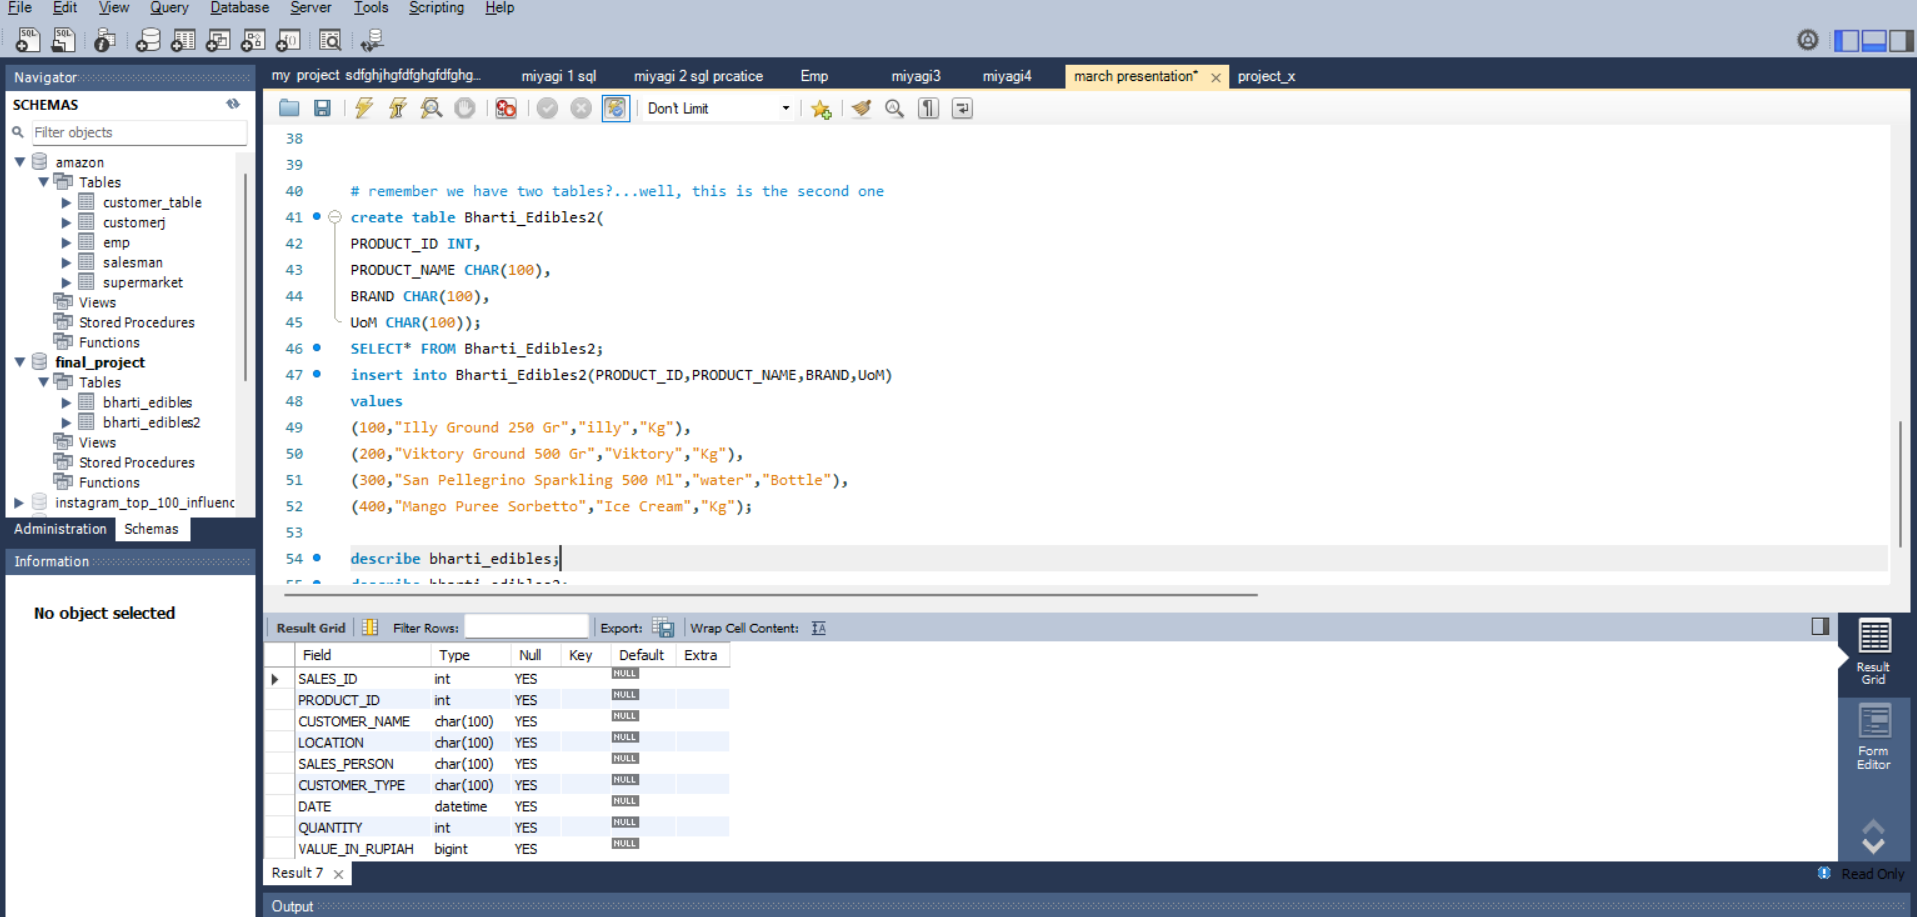 File Edit View Query Database Server Tools Scripting Help
Navigator
SCHEMAS
Filter objects
amazon
Tables
customer_table
customerj
emp
salesman
supermarket
Views
Stored Procedures
Functions
final_project
Tables
bharti_edibles
bharti_edibles2
Views
Stored Procedures
Functions
instagram_top_100_influenc
Administration Schemas
Information
No object selected
my project sdfghjhgfdfghgfdfghg... miyagi 1 sql miyagi 2 sgl prcatice Emp miyagi3 miyagi4 march presentation* project_x
Don't Limit
38
39
40 # remember we have two tables?...well, this is the second one
41 create table Bharti_Edibles2(
42 PRODUCT_ID INT,
43 PRODUCT_NAME CHAR(100),
44 BRAND CHAR(100),
45 UoM CHAR(100));
46 SELECT* FROM Bharti_Edibles2;
47 insert into Bharti_Edibles2(PRODUCT_ID,PRODUCT_NAME,BRAND,UoM)
48 values
49 (100,"Illy Ground 250 Gr","illy","Kg"),
50 (200,"Viktory Ground 500 Gr","Viktory","Kg"),
51 (300,"San Pellegrino Sparkling 500 Ml","water","Bottle"),
52 (400,"Mango Puree Sorbetto","Ice Cream","Kg");
53
54 describe bharti_edibles;
55 describe bharti_edibles2;
Result Grid Filter Rows: Export: Wrap Cell Content:
Field Type Null Key Default Extra
SALES_ID int YES NULL
PRODUCT_ID int YES NULL
CUSTOMER_NAME char(100) YES NULL
LOCATION char(100) YES NULL
SALES_PERSON char(100) YES NULL
CUSTOMER_TYPE char(100) YES NULL
DATE datetime YES NULL
QUANTITY int YES NULL
VALUE_IN_RUPIAH bigint YES NULL
Result Grid
Form Editor
Result 7
Read Only
Output